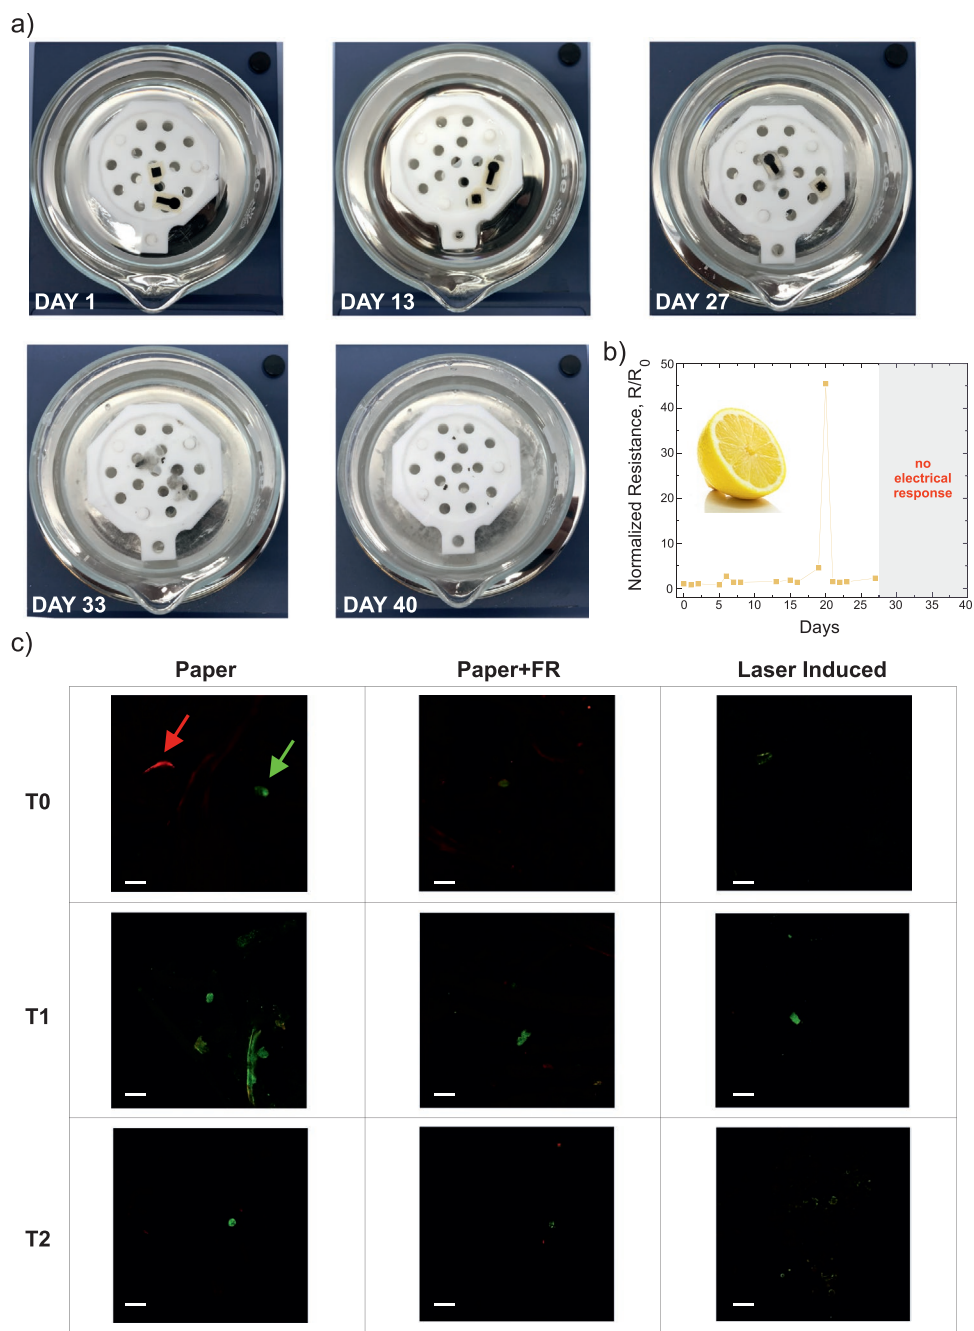 a)
DAY 1
DAY 13
DAY 27
DAY 33
DAY 40
b)
Normalized Resistance, R/R0
50
40
30
20
10
0
no
electrical
response
0 5 10 15 20 25 30 35 40
Days
c)
Paper Paper+FR Laser Induced
T0
T1
T2